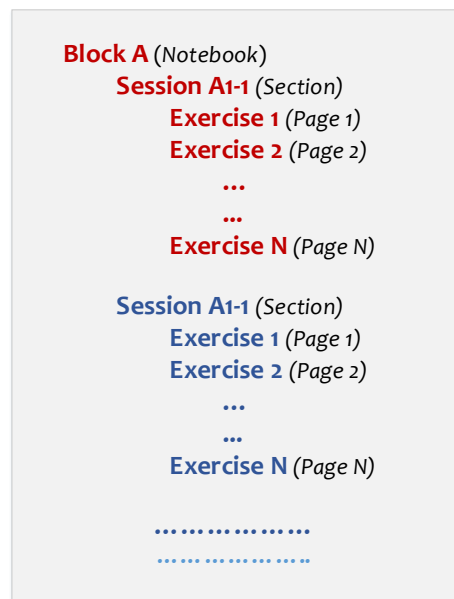 Block A (Notebook)
Session A1-1 (Section)
Exercise 1 (Page 1)
Exercise 2 (Page 2)
...
...
Exercise N (Page N)
Session A1-1 (Section)
Exercise 1 (Page 1)
Exercise 2 (Page 2)
...
...
Exercise N (Page N)
………………
………………..